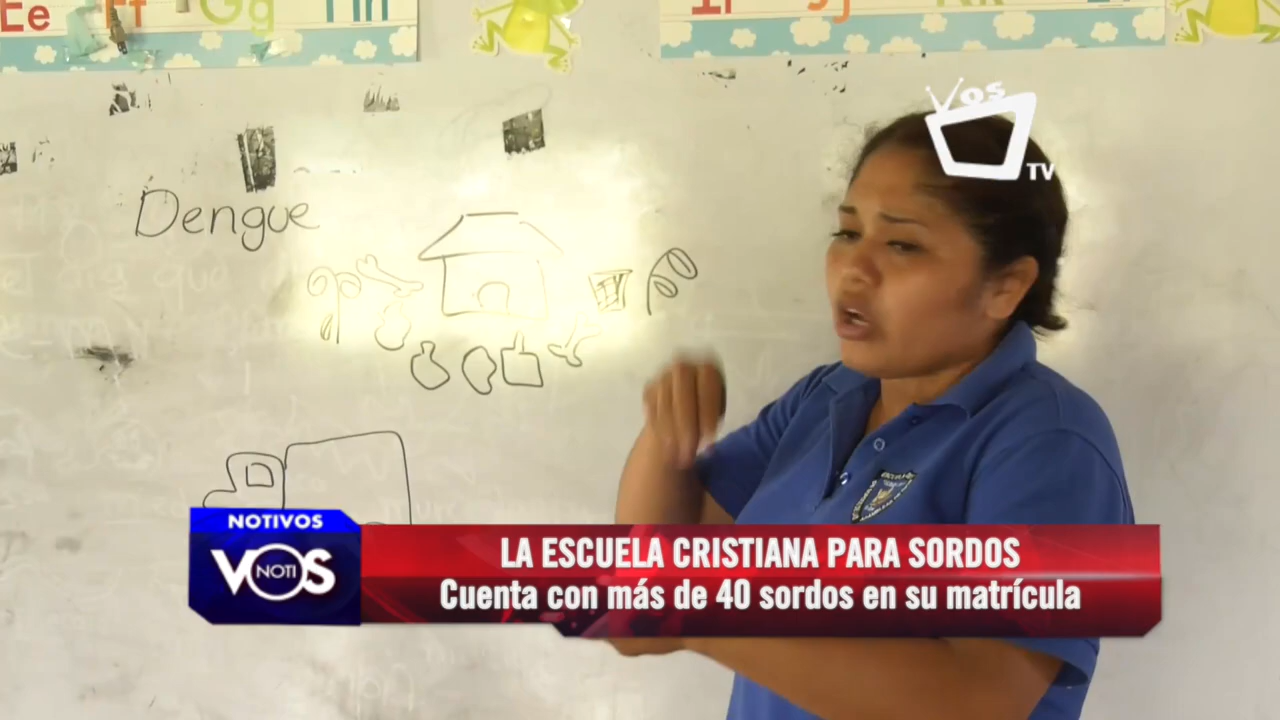 Ee Ff Gg
VOS
TV
Dengue
NOTIVOS
VOS
NOTI
LA ESCUELA CRISTIANA PARA SORDOS
Cuenta con más de 40 sordos en su matrícula